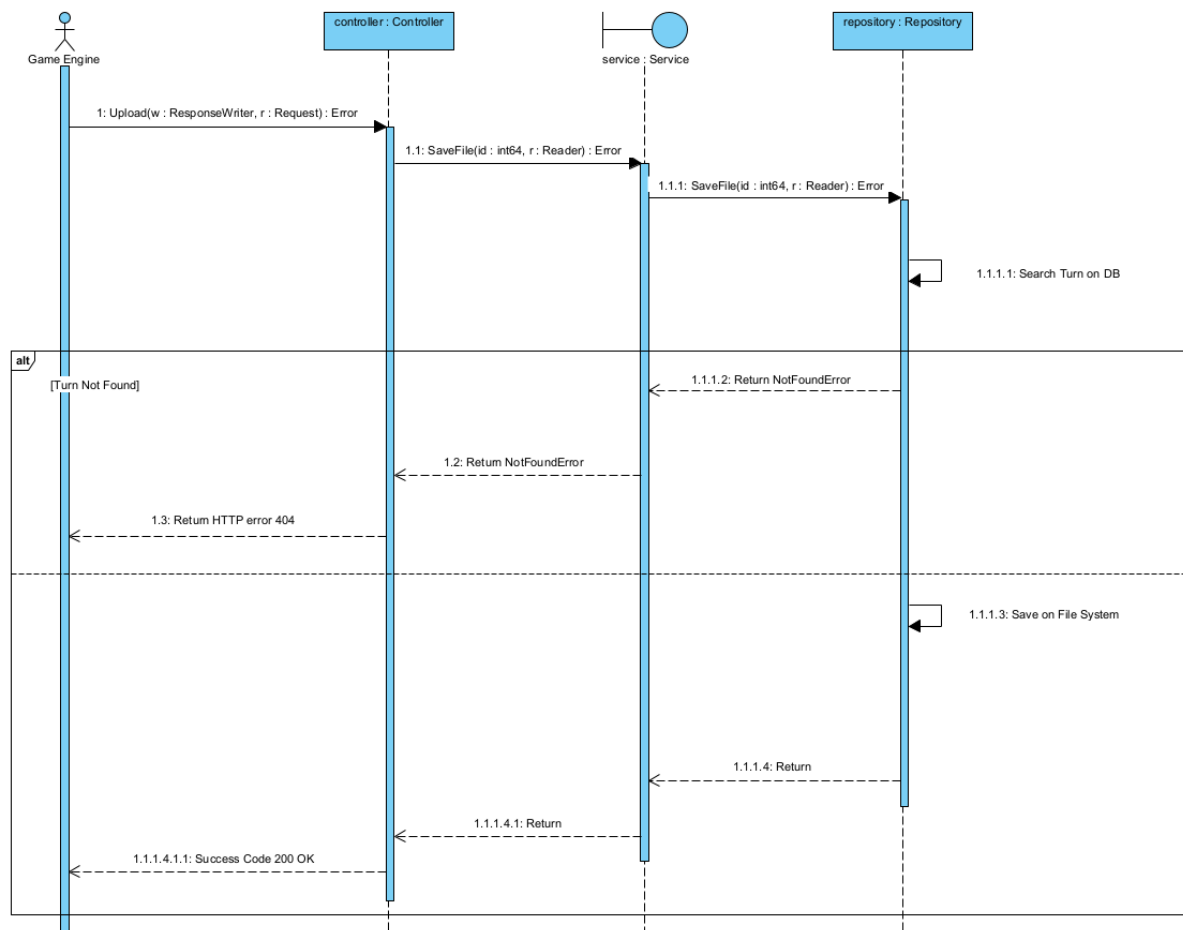 controller : Controller
repository : Repository
Game Engine
service : Service
1: Upload(w : ResponseWriter, r : Request) : Error
1.1: SaveFile(id : int64, r : Reader) : Error
1.1.1: SaveFile(id : int64, r : Reader) : Error
1.1.1.1: Search Turn on DB
alt
[Turn Not Found]
1.1.1.2: Return NotFoundError
1.2: Return NotFoundError
1.3: Return HTTP error 404
1.1.1.3: Save on File System
1.1.1.4: Return
1.1.1.4.1: Return
1.1.1.4.1.1: Success Code 200 OK